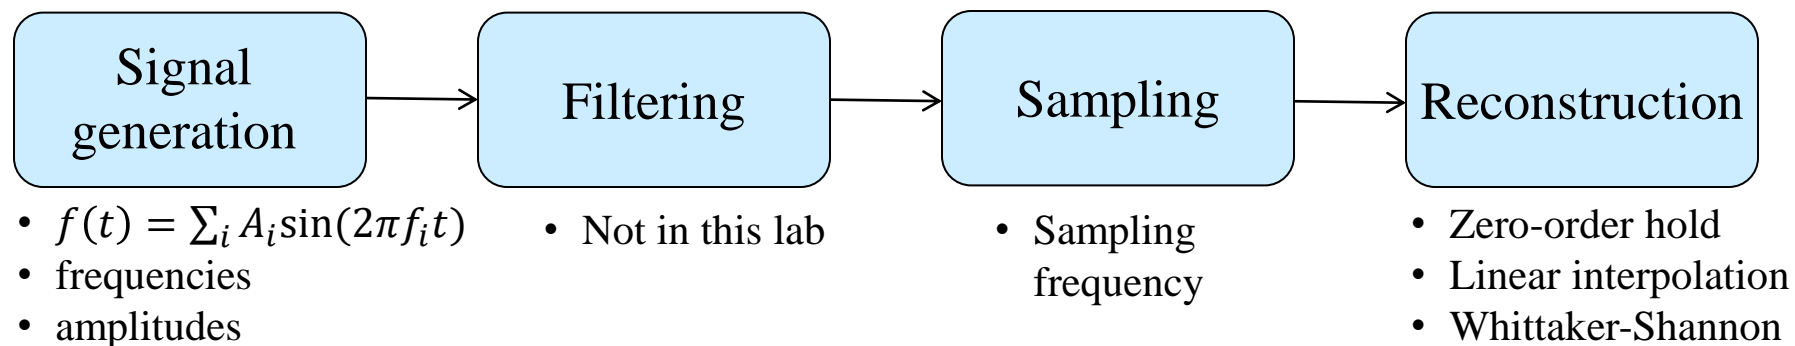 Signal
generation
Filtering
Sampling
Reconstruction
• f(t) = ∑ᵢ Aᵢsin(2πfᵢt)
• frequencies
• amplitudes
• Not in this lab
• Sampling
frequency
• Zero-order hold
• Linear interpolation
• Whittaker-Shannon